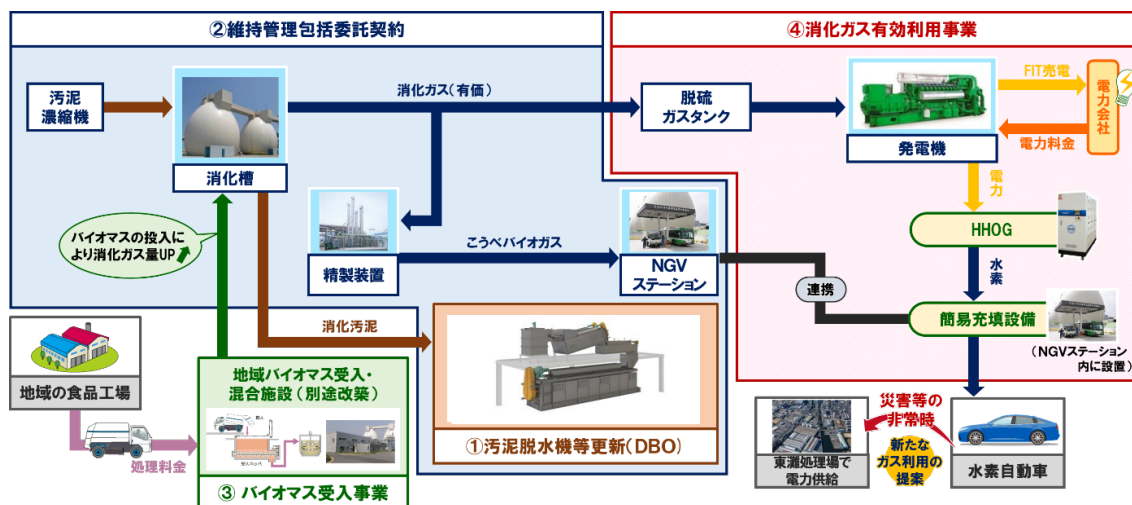 ②維持管理包括委託契約
④消化ガス有効利用事業
汚泥
濃縮機
消化槽
消化ガス(有価)
脱硫
ガスタンク
発電機
FIT売電
電力料金
電力会社
電力
バイオマスの投入に
より消化ガス量UP
精製装置
こうべバイオガス
NGV
ステーション
連携
HHOG
水素
簡易充填設備
(NGVステーション
内に設置)
消化汚泥
地域の食品工場
処理料金
地域バイオマス受入・
混合施設(別途改築)
③ バイオマス受入事業
①汚泥脱水機等更新(DBO)
災害等の
非常時
新たな
ガス利用の
提案
東灘処理場で
電力供給
水素自動車